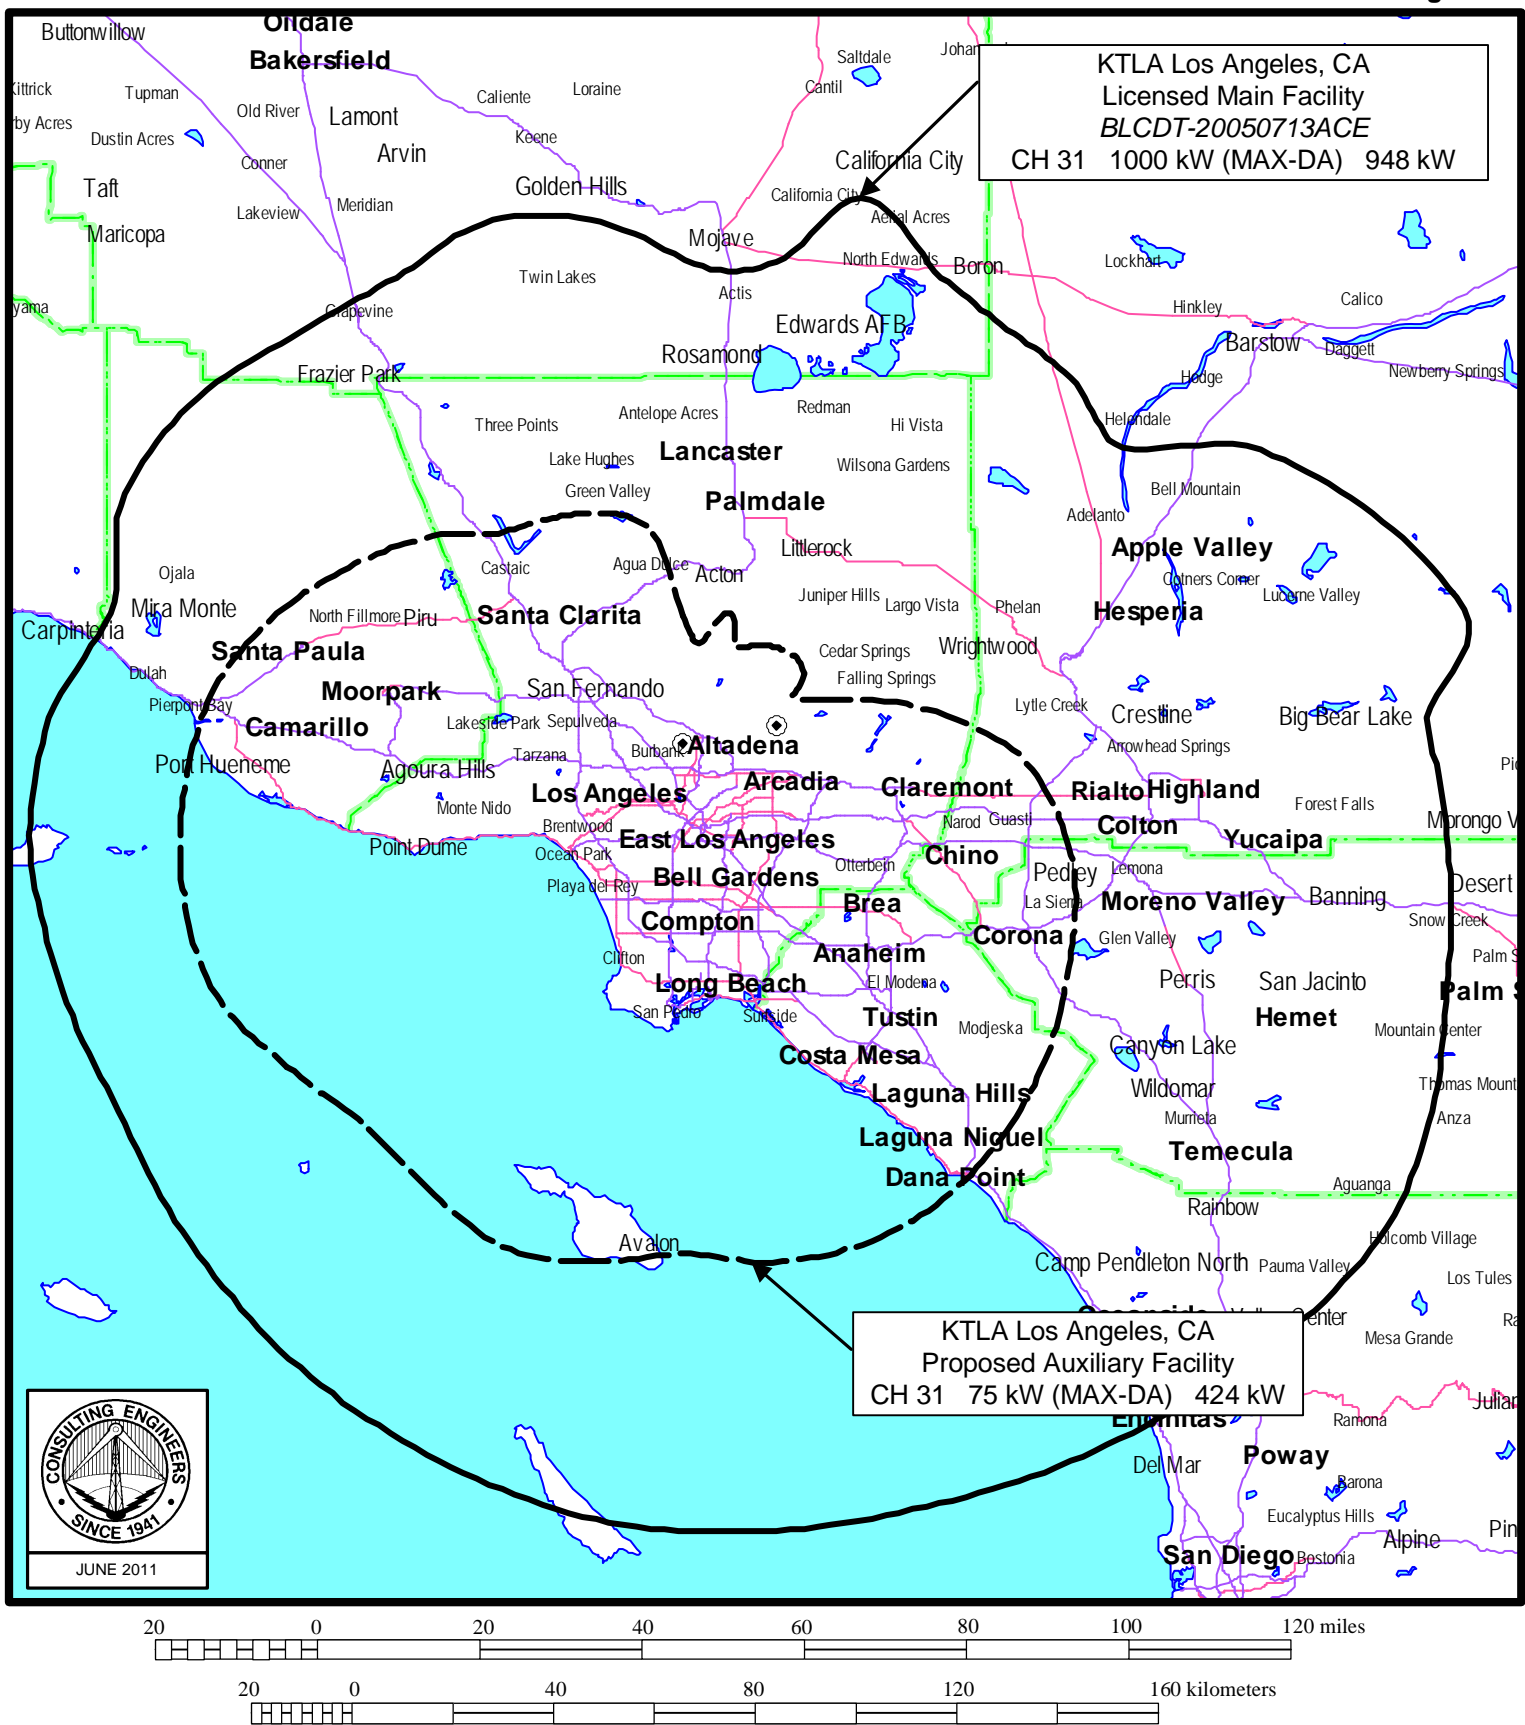 Oildale
Buttonwillow
Bakersfield
Saltdale
KTLA Los Angeles, CA
Licensed Main Facility
BLCDT-20050713ACE
CH 31 1000 kW (MAX-DA) 948 kW
Tupman
Caliente
Loraine
Cantil
Old River
Lamont
Dustin Acres
Keene
Conner
Arvin
California City
Taft
Golden Hills
California City
Lakeview
Meridian
Aerial Acres
Maricopa
Mojave
North Edwards
Boron
Lockhart
Twin Lakes
Actis
Hinkley
Calico
yama
Grapevine
Edwards AFB
Rosamond
Barstow
Daggett
Frazier Park
Hodge
Newberry Springs
Three Points
Antelope Acres
Redman
Hi Vista
Helendale
Lake Hughes
Lancaster
Wilsona Gardens
Green Valley
Palmdale
Bell Mountain
Adelanto
Littlerock
Apple Valley
Ojala
Castaic
Agua Dulce
Acton
Cotners Corner
Mira Monte
Juniper Hills
Largo Vista
Phelan
Hesperia
Lucerne Valley
Carpinteria
North Fillmore
Piru
Santa Clarita
Santa Paula
Cedar Springs
Wrightwood
Dulah
Moorpark
San Fernando
Falling Springs
Pierpont Bay
Camarillo
Lakeside Park
Sepulveda
Lytle Creek
Crestline
Big Bear Lake
Port Hueneme
Agoura Hills
Tarzana
Burbank
Altadena
Arrowhead Springs
Los Angeles
Arcadia
Claremont
Rialto
Highland
Monte Nido
Forest Falls
Point Dume
Brentwood
East Los Angeles
Narod
Guasti
Colton
Yucaipa
Morongo V
Ocean Park
Chino
Playa del Rey
Bell Gardens
Otterbein
Pedley
Lemona
Desert
Compton
Brea
La Sierra
Moreno Valley
Banning
Snow Creek
Clifton
Anaheim
Corona
Glen Valley
Palm S
Long Beach
El Modena
Perris
San Jacinto
Palm S
San Pedro
Sunside
Tustin
Modjeska
Hemet
Mountain Center
Costa Mesa
Canyon Lake
Laguna Hills
Wildomar
Thomas Mount
Murrieta
Anza
Laguna Niguel
Temecula
Dana Point
Aguanga
Rainbow
Avalon
Camp Pendleton North
Pauma Valley
Holcomb Village
Los Tules
KTLA Los Angeles, CA
Proposed Auxiliary Facility
CH 31 75 kW (MAX-DA) 424 kW
Mesa Grande
Julian
Encinitas
Ramona
Del Mar
Poway
Barona
Eucalyptus Hills
Alpine
San Diego
Bostonia
CONSULTING ENGINEERS
SINCE 1941
JUNE 2011
20 0 20 40 60 80 100 120 miles
20 0 40 80 120 160 kilometers